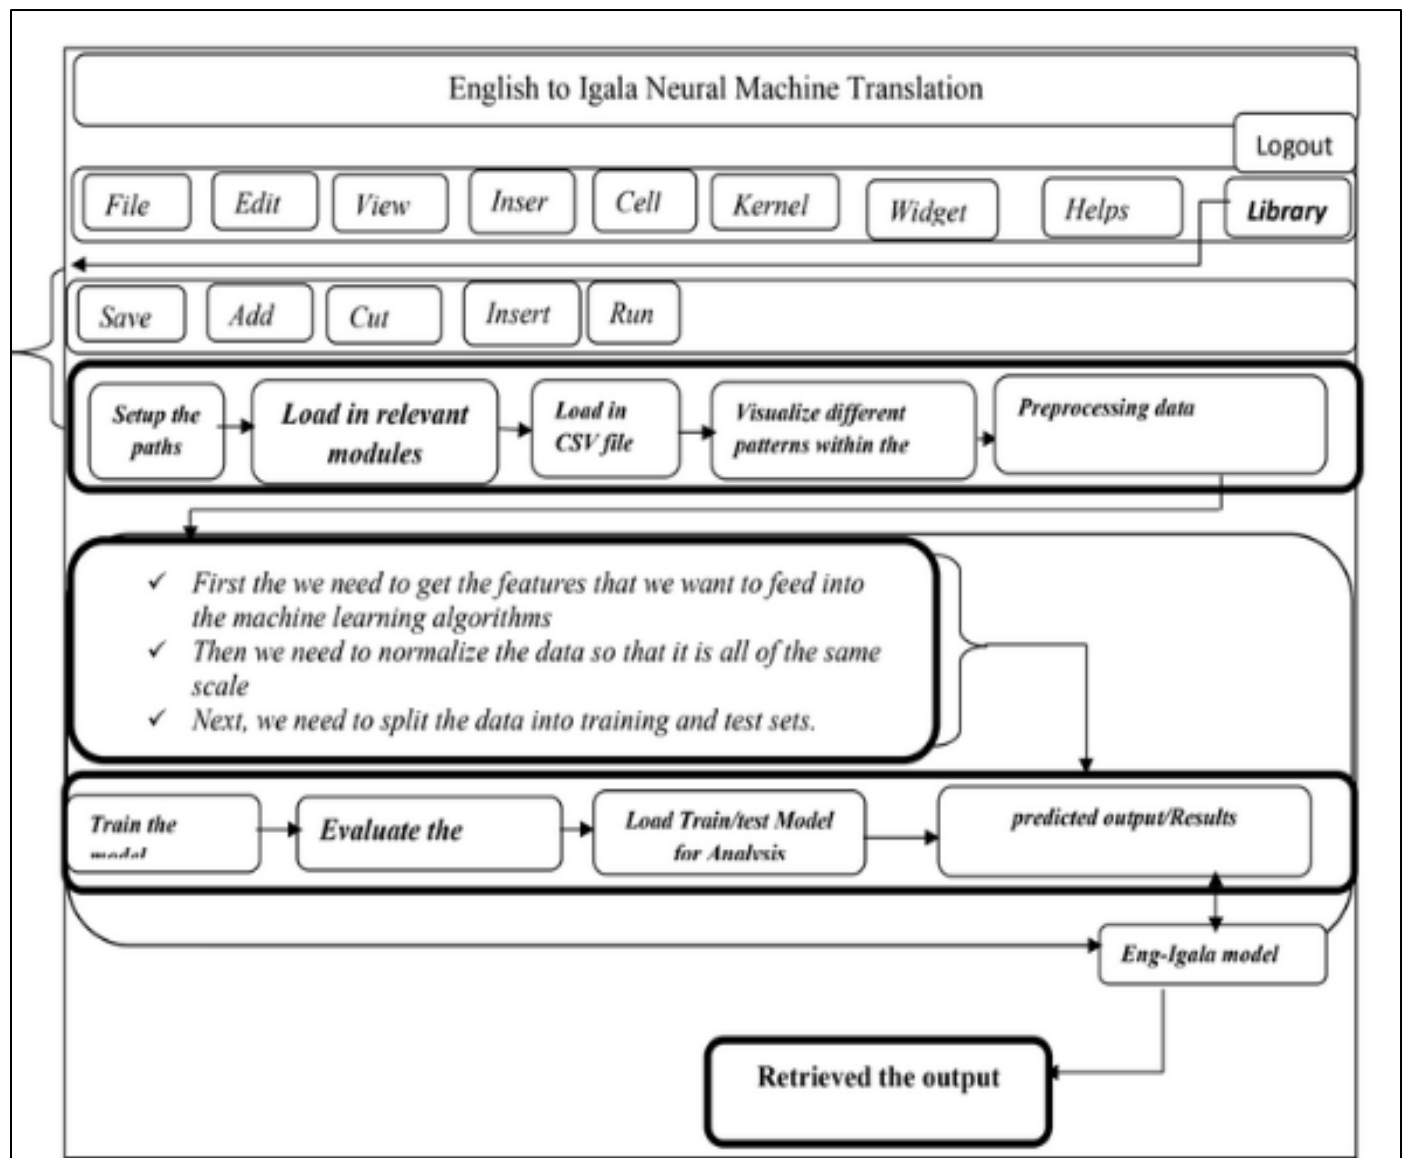 English to Igala Neural Machine Translation
Logout
File Edit View Inser Cell Kernel Widget Helps Library
Save Add Cut Insert Run
Setup the
paths
Load in relevant
modules
Load in
CSV file
Visualize different
patterns within the
Preprocessing data
✓ First the we need to get the features that we want to feed into
the machine learning algorithms
✓ Then we need to normalize the data so that it is all of the same
scale
✓ Next, we need to split the data into training and test sets.
Train the
model
Evaluate the
Load Train/test Model
for Analysis
predicted output/Results
Eng-Igala model
Retrieved the output